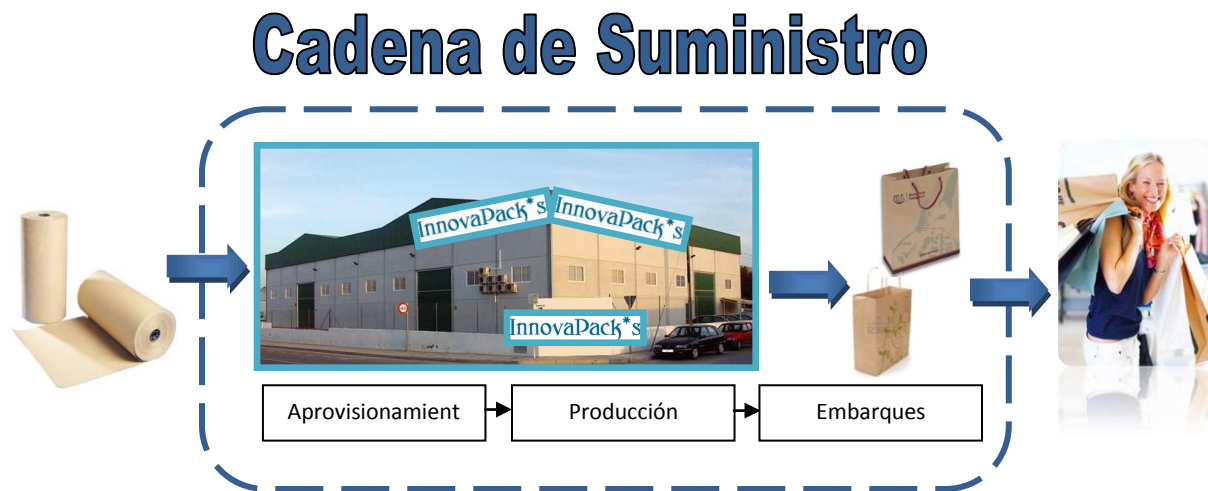 Cadena de Suministro
InnovaPack*s
InnovaPack*s
InnovaPack*s
Aprovisionamient
Producción
Embarques